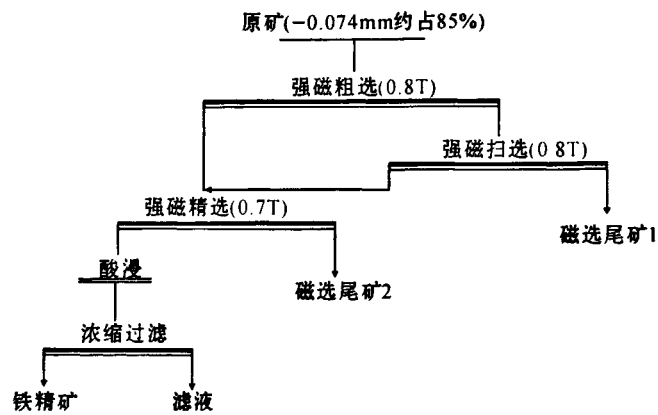 原矿(-0.074mm约占85%)
强磁粗选(0.8T)
强磁扫选(0 8T)
强磁精选(0.7T)
磁选尾矿1
酸浸
磁选尾矿2
浓缩过滤
铁精矿
滤液